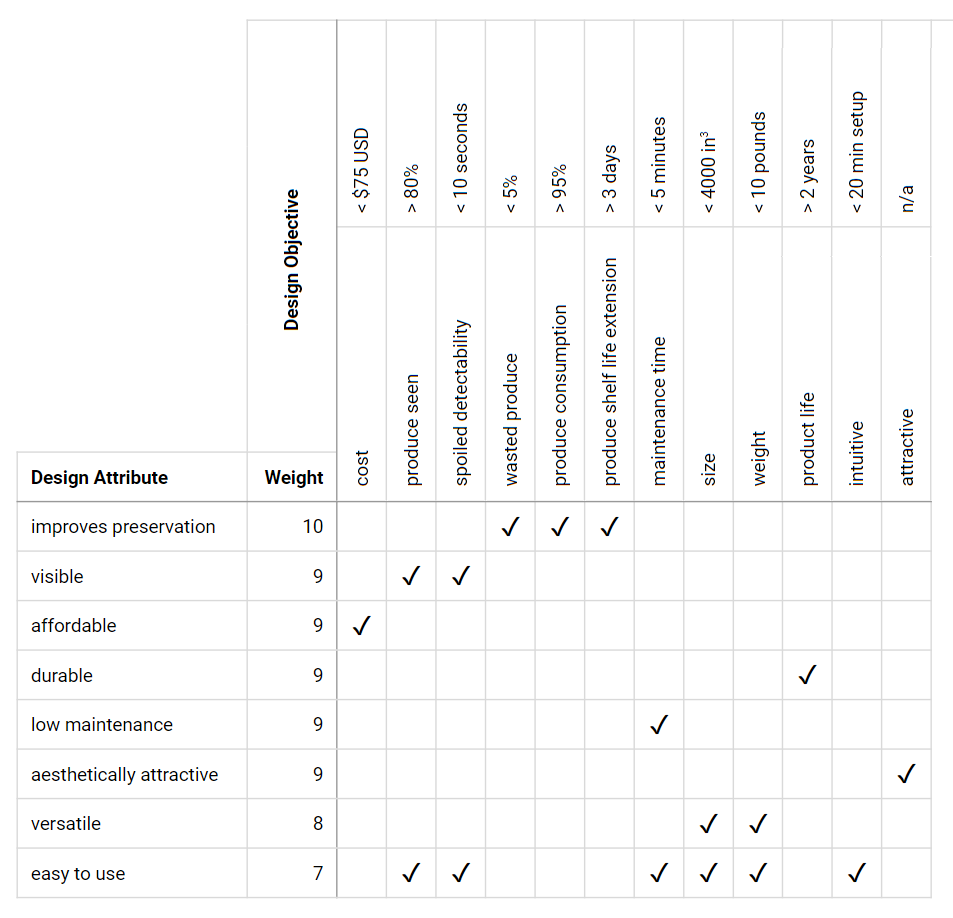 Design Objective
< $75 USD
> 80%
< 10 seconds
< 5%
> 95%
> 3 days
< 5 minutes
< 4000 in³
< 10 pounds
> 2 years
< 20 min setup
n/a
cost
produce seen
spoiled detectability
wasted produce
produce consumption
produce shelf life extension
maintenance time
size
weight
product life
intuitive
attractive
Design Attribute Weight
improves preservation 10 ✓ ✓ ✓
visible 9 ✓ ✓
affordable 9 ✓
durable 9 ✓
low maintenance 9 ✓
aesthetically attractive 9 ✓
versatile 8 ✓ ✓
easy to use 7 ✓ ✓ ✓ ✓ ✓ ✓